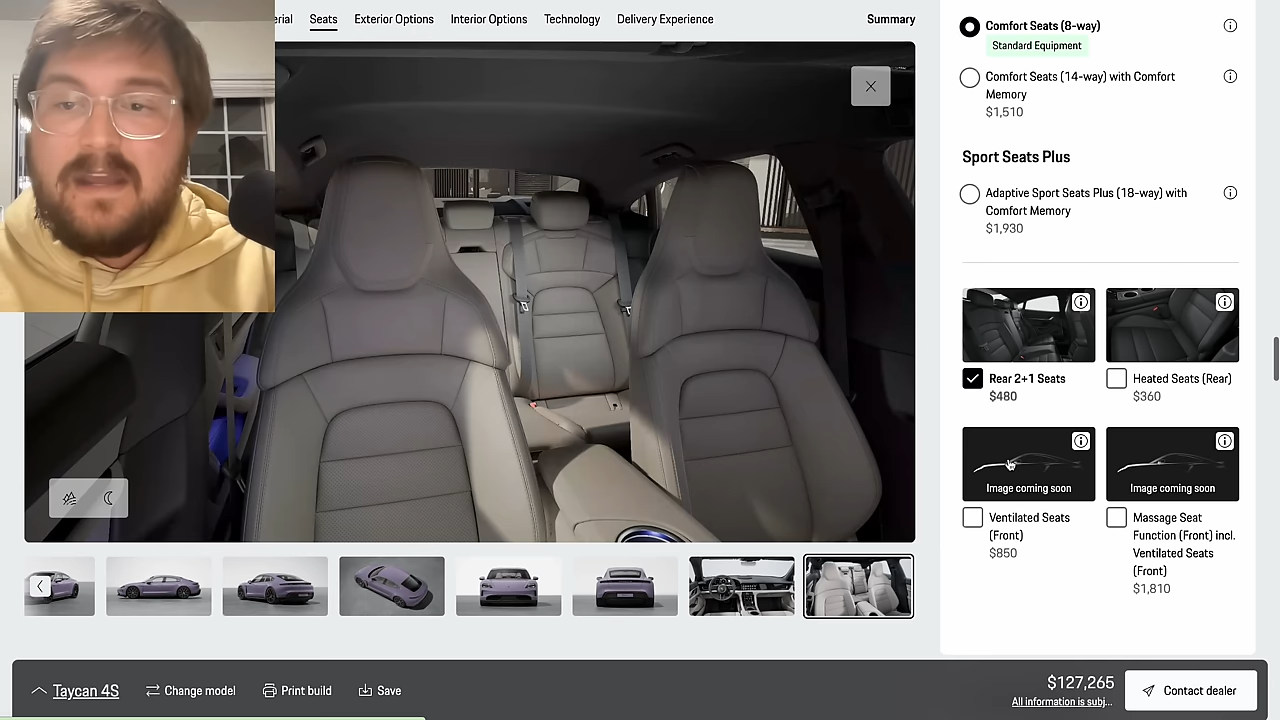 Seats
Exterior Options
Interior Options
Technology
Delivery Experience
Summary
Comfort Seats (8-way)
Standard Equipment
Comfort Seats (14-way) with Comfort
Memory
$1,510
Sport Seats Plus
Adaptive Sport Seats Plus (18-way) with
Comfort Memory
$1,930
Rear 2+1 Seats
$480
Heated Seats (Rear)
$360
Image coming soon
Ventilated Seats
(Front)
$850
Image coming soon
Massage Seat
Function (Front) incl.
Ventilated Seats
(Front)
$1,810
Taycan 4S
Change model
Print build
Save
$127,265
All information is subj...
Contact dealer